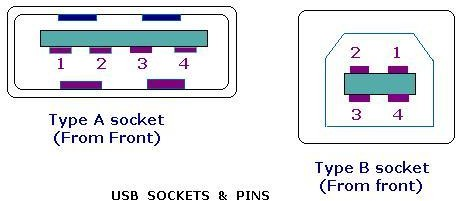 1 2 3 4
Type A socket
(From Front)
2 1
3 4
Type B socket
(From front)
USB SOCKETS & PINS